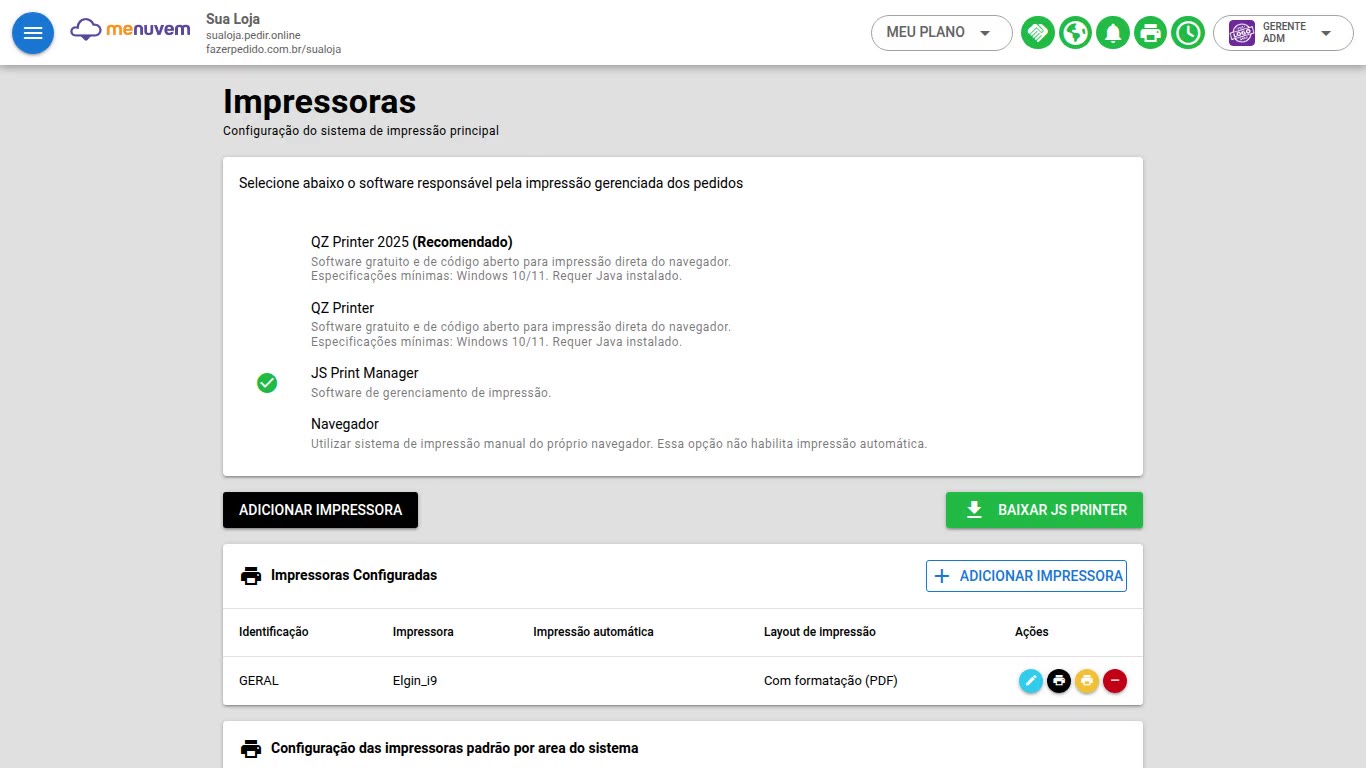 menuvem
Sua Loja
sualoja.pedir.online
fazerpedido.com.br/sualoja
MEU PLANO
LOGO
GERENTE
ADM
Impressoras
Configuração do sistema de impressão principal
Selecione abaixo o software responsável pela impressão gerenciada dos pedidos
QZ Printer 2025 (Recomendado)
Software gratuito e de código aberto para impressão direta do navegador.
Especificações mínimas: Windows 10/11. Requer Java instalado.
QZ Printer
Software gratuito e de código aberto para impressão direta do navegador.
Especificações mínimas: Windows 10/11. Requer Java instalado.
JS Print Manager
Software de gerenciamento de impressão.
Navegador
Utilizar sistema de impressão manual do próprio navegador. Essa opção não habilita impressão automática.
ADICIONAR IMPRESSORA
BAIXAR JS PRINTER
Impressoras Configuradas
ADICIONAR IMPRESSORA
Identificação Impressora Impressão automática Layout de impressão Ações
GERAL Elgin_i9 Com formatação (PDF)
Configuração das impressoras padrão por area do sistema